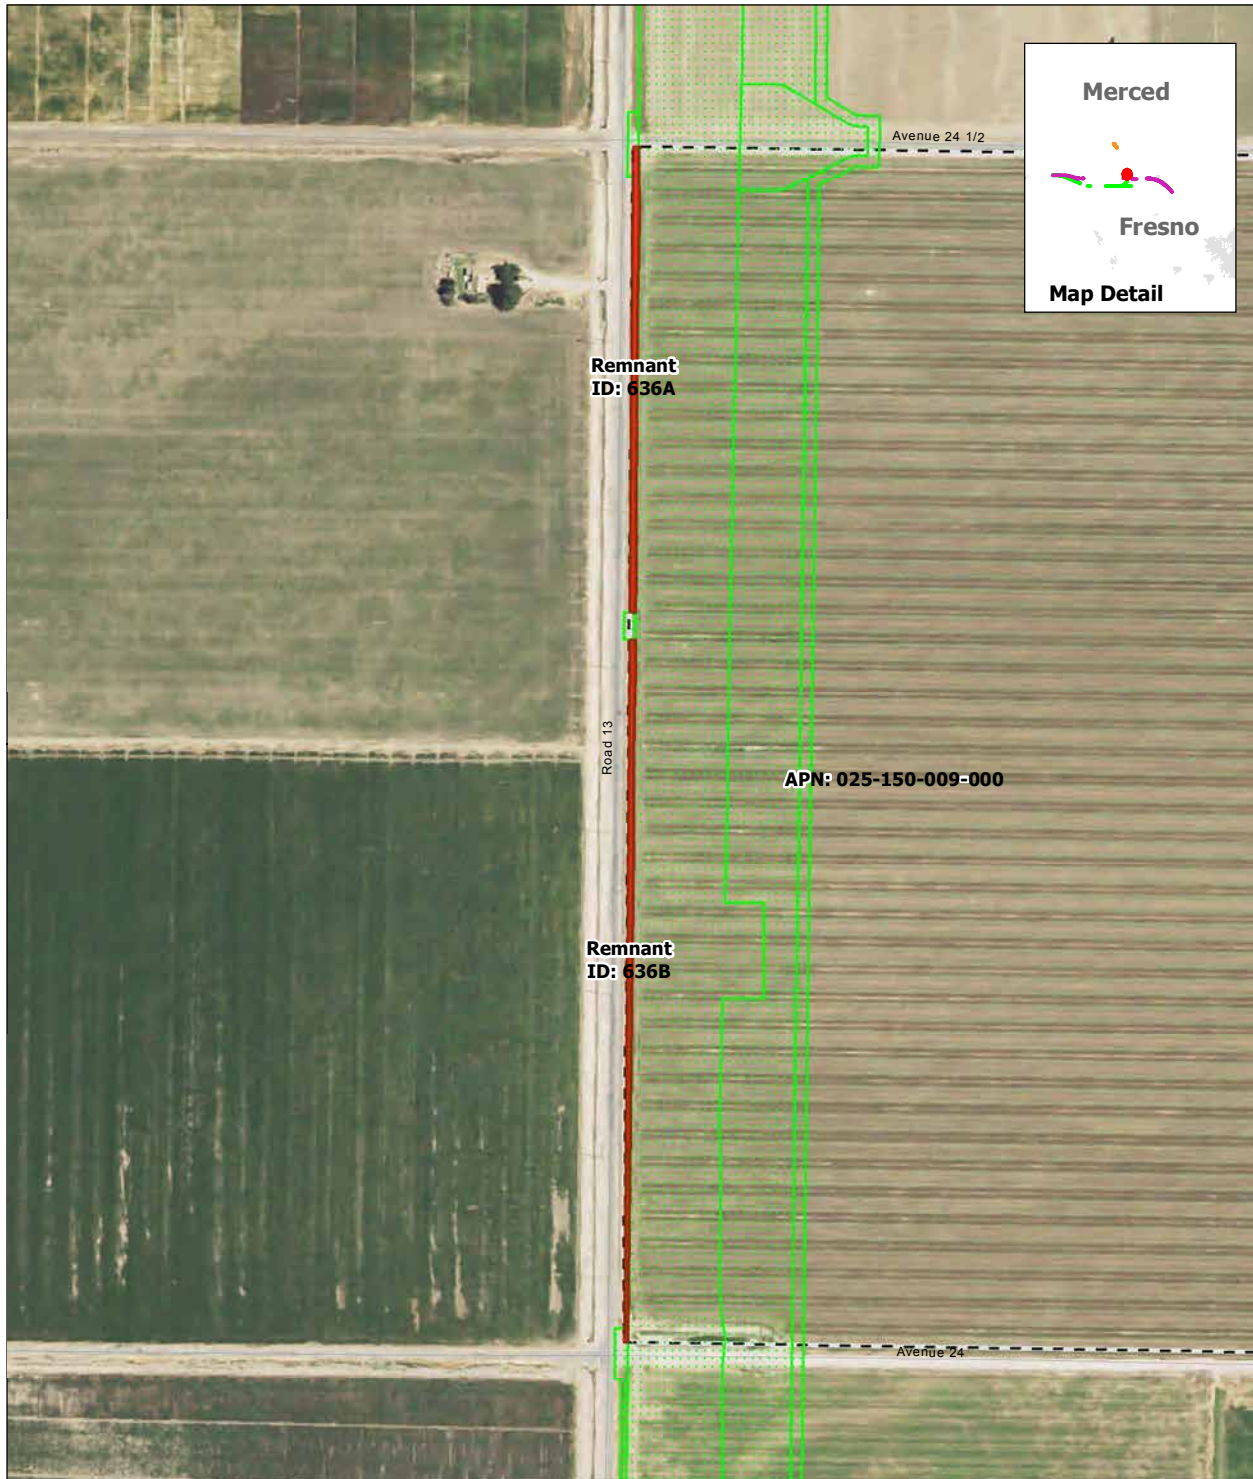 Avenue 24 1/2
Merced
Fresno
Map Detail
Remnant
ID: 636A
Road 13
APN: 025-150-009-000
Remnant
ID: 636B
Avenue 24